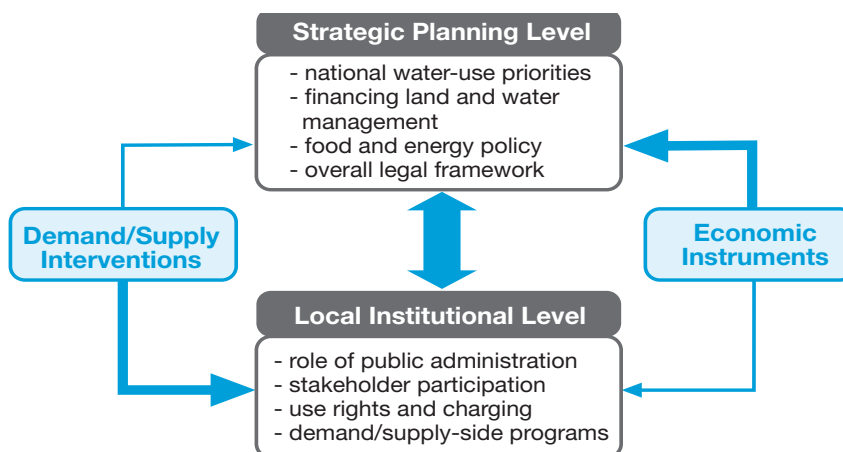 Strategic Planning Level
- national water-use priorities
- financing land and water
management
- food and energy policy
- overall legal framework
Demand/Supply
Interventions
Economic
Instruments
Local Institutional Level
- role of public administration
- stakeholder participation
- use rights and charging
- demand/supply-side programs